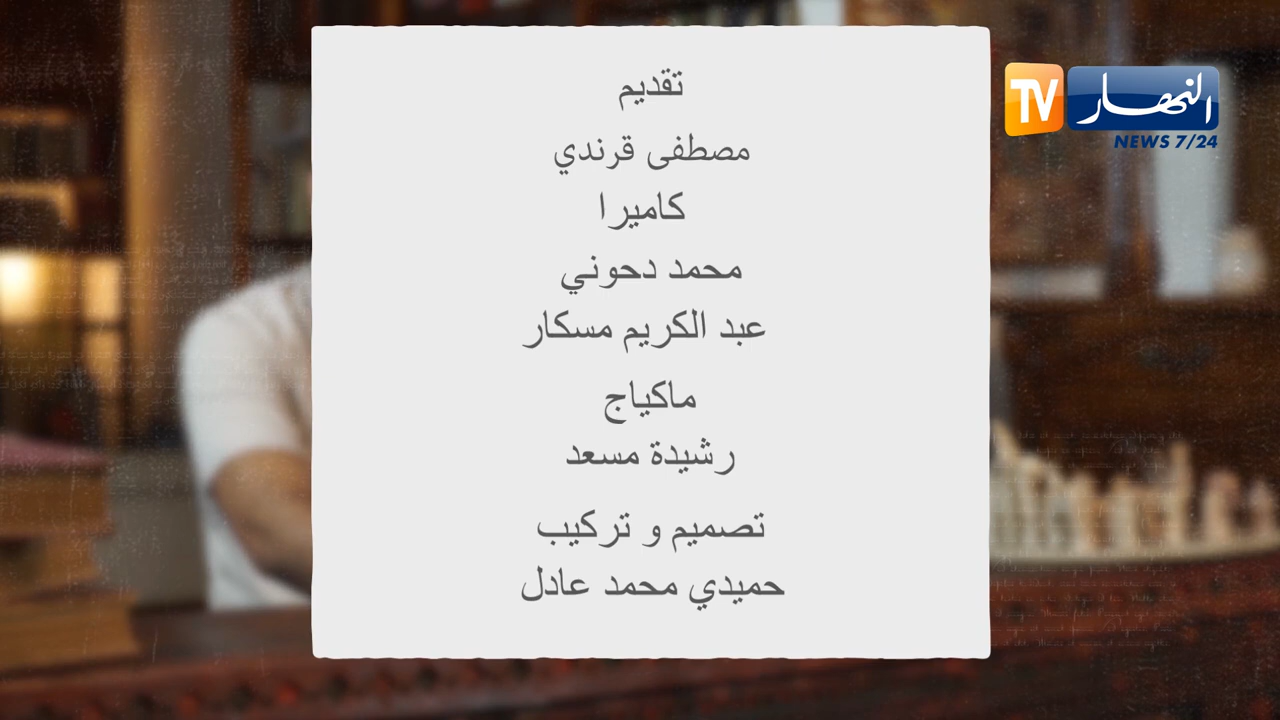 تقديم
مصطفى قرندي
كاميرا
محمد دحوني
عبد الكريم مسكار
ماكياج
رشيدة مسعد
تصميم و تركيب
حميدي محمد عادل
النهار TV
NEWS 7/24